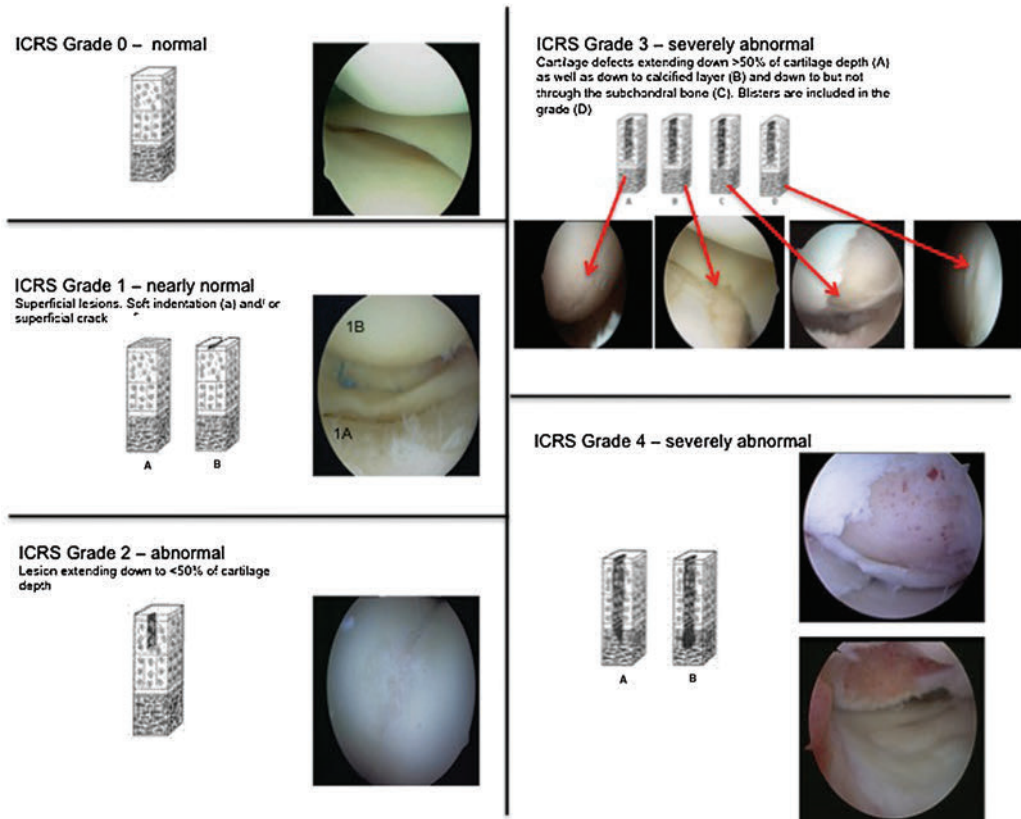 ICRS Grade 0 – normal
ICRS Grade 1 – nearly normal
Superficial lesions. Soft indentation (a) and/ or
superficial crack
1B
1A
A B
ICRS Grade 2 – abnormal
Lesion extending down to <50% of cartilage
depth
ICRS Grade 3 – severely abnormal
Cartilage defects extending down >50% of cartilage depth (A)
as well as down to calcified layer (B) and down to but not
through the subchondral bone (C). Blisters are included in the
grade (D)
A B C D
ICRS Grade 4 – severely abnormal
A B